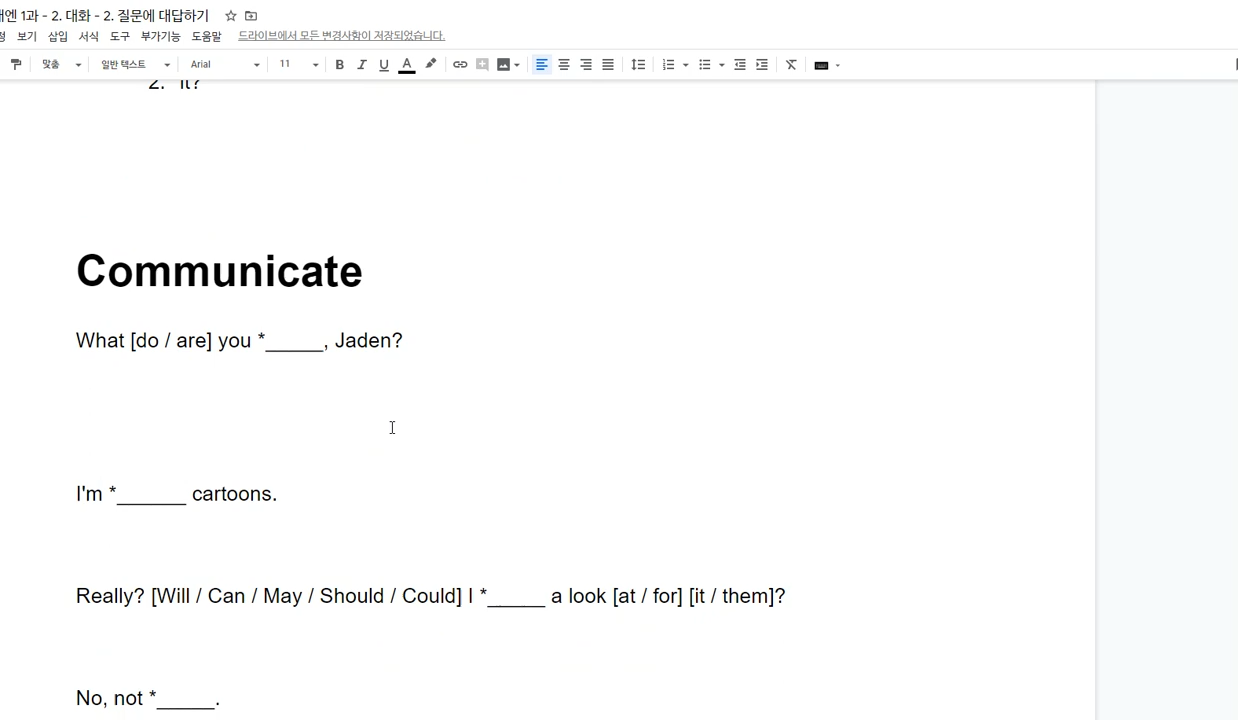 1과 - 2. 대화 - 2. 질문에 대답하기
보기 삽입 서식 도구 부가기능 도움말 드라이브에서 모든 변경사항이 저장되었습니다.
맞춤 일반 텍스트 Arial 11 B I U A
2. it?
Communicate
What [do / are] you *_____, Jaden?
I'm *______ cartoons.
Really? [Will / Can / May / Should / Could] I *_____ a look [at / for] [it / them]?
No, not *_____.